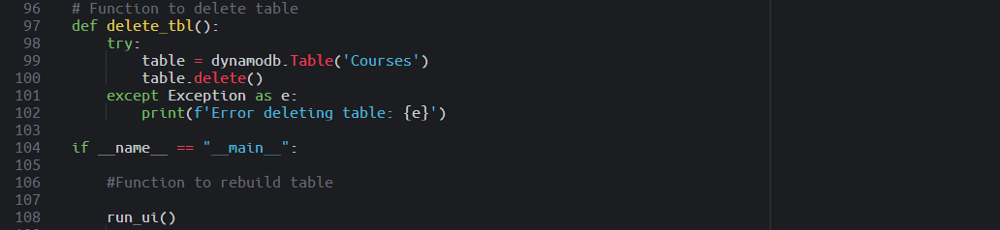 96 # Function to delete table
97 def delete_tbl():
98 try:
99 table = dynamodb.Table('Courses')
100 table.delete()
101 except Exception as e:
102 print(f'Error deleting table: {e}')
103
104 if __name__ == "__main__":
105
106 #Function to rebuild table
107
108 run_ui()